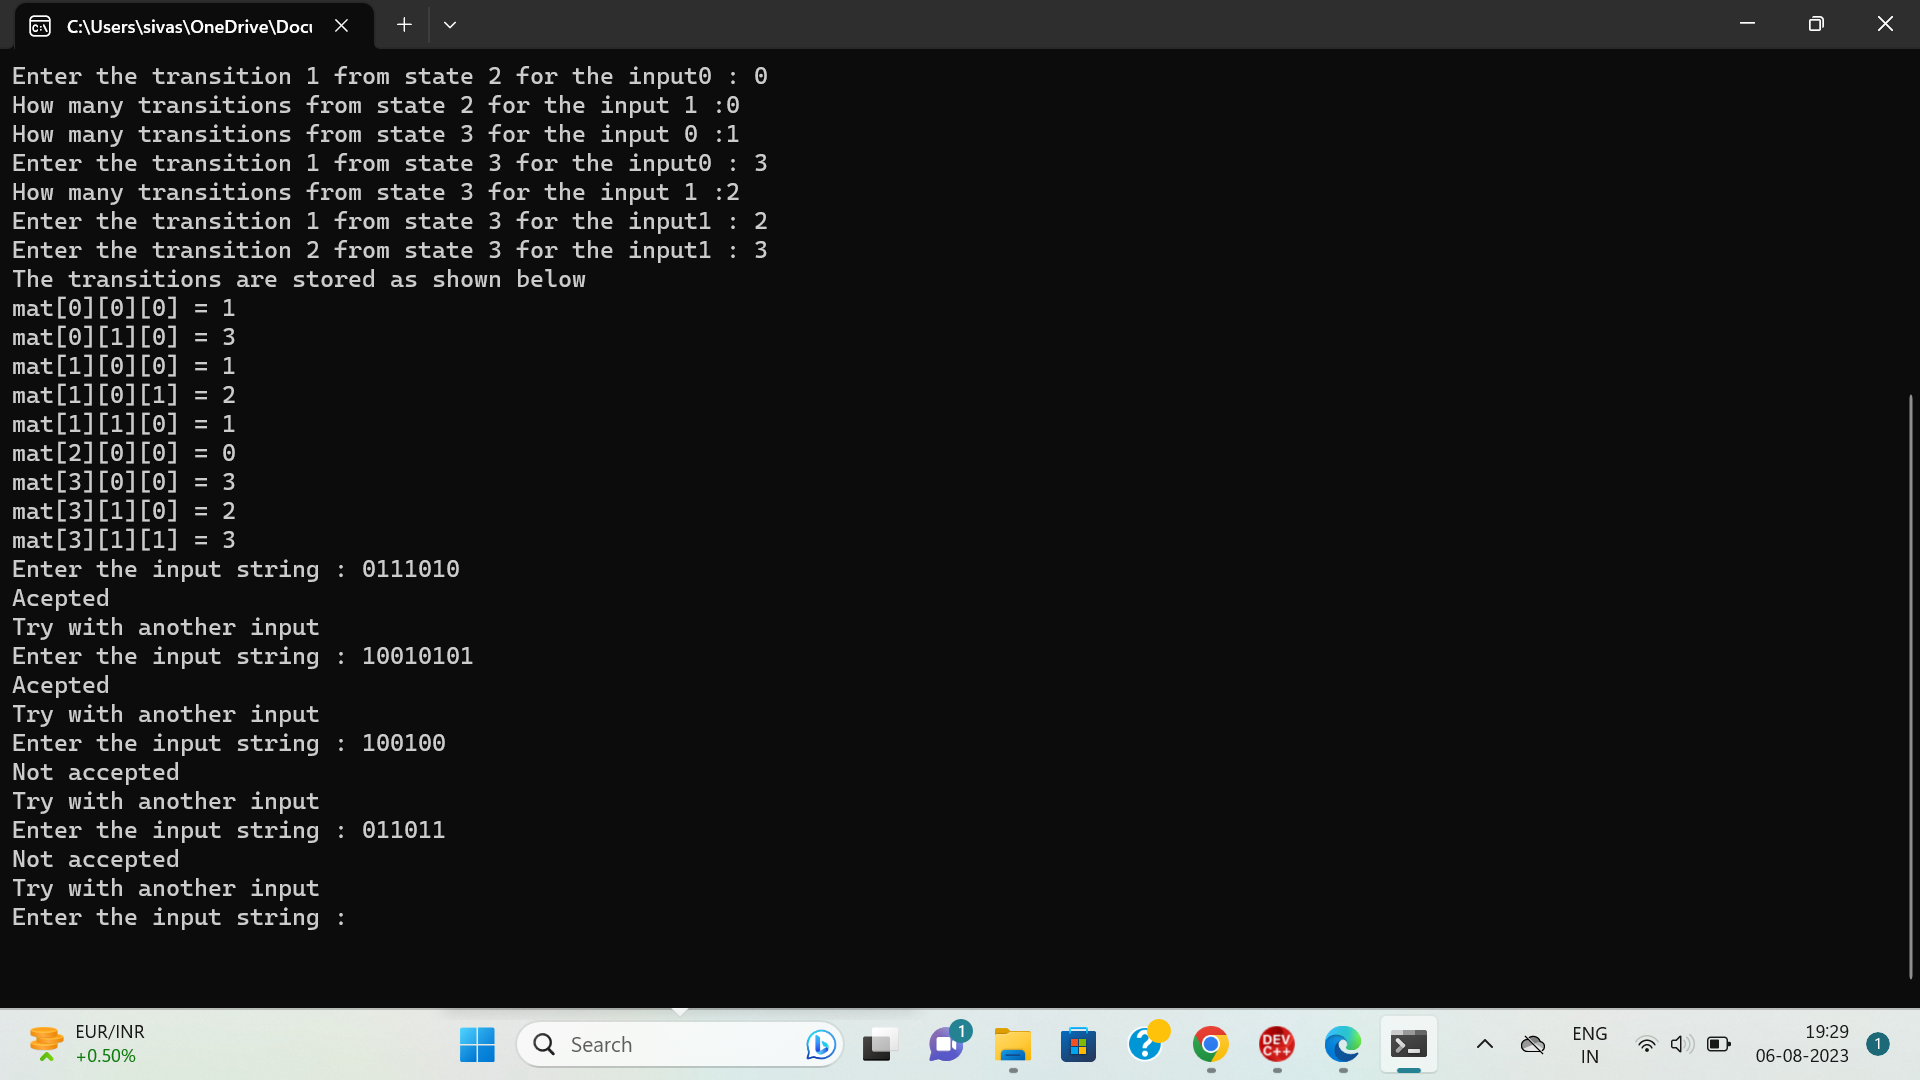 C:\Users\sivas\OneDrive\Docu
Enter the transition 1 from state 2 for the input0 : 0
How many transitions from state 2 for the input 1 :0
How many transitions from state 3 for the input 0 :1
Enter the transition 1 from state 3 for the input0 : 3
How many transitions from state 3 for the input 1 :2
Enter the transition 1 from state 3 for the input1 : 2
Enter the transition 2 from state 3 for the input1 : 3
The transitions are stored as shown below
mat[0][0][0] = 1
mat[0][1][0] = 3
mat[1][0][0] = 1
mat[1][0][1] = 2
mat[1][1][0] = 1
mat[2][0][0] = 0
mat[3][0][0] = 3
mat[3][1][0] = 2
mat[3][1][1] = 3
Enter the input string : 0111010
Acepted
Try with another input
Enter the input string : 10010101
Acepted
Try with another input
Enter the input string : 100100
Not accepted
Try with another input
Enter the input string : 011011
Not accepted
Try with another input
Enter the input string :
EUR/INR
+0.50%
Search
1
DEV
C++
ENG
IN
19:29
06-08-2023
1